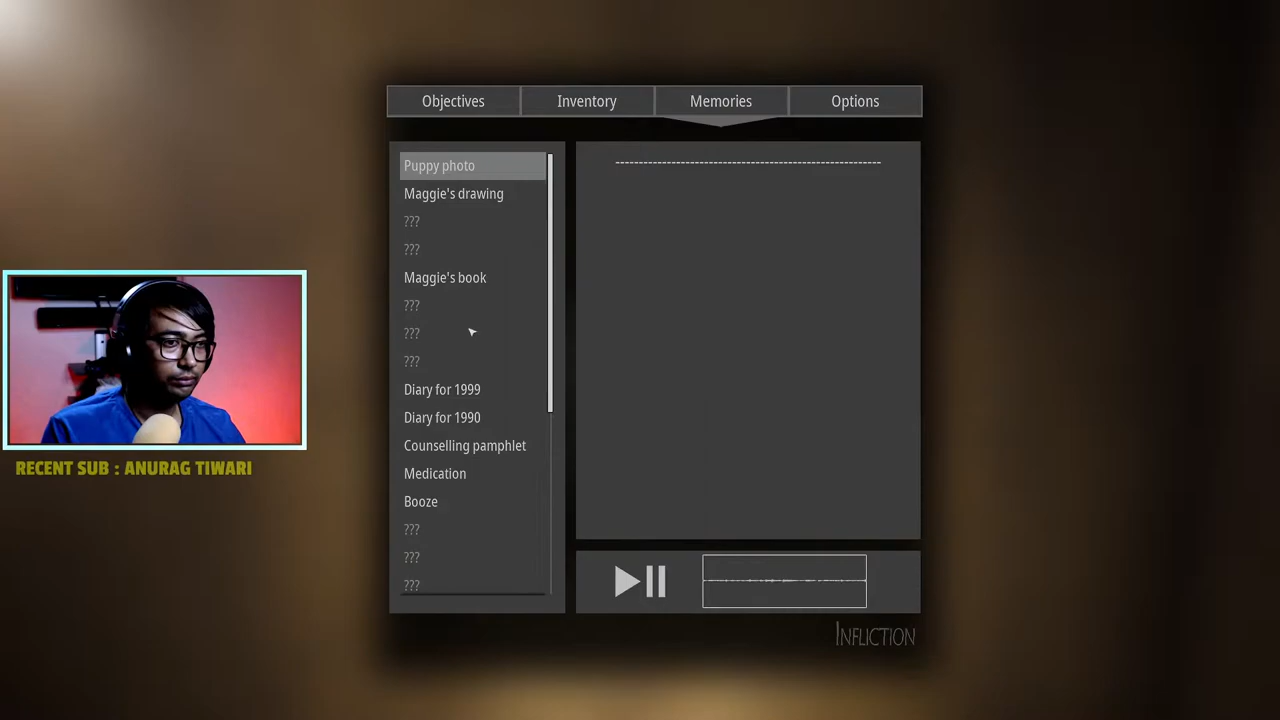 Objectives
Inventory
Memories
Options
Puppy photo
Maggie's drawing
???
???
Maggie's book
???
???
???
Diary for 1999
Diary for 1990
Counselling pamphlet
Medication
Booze
???
???
???
--------------------------------------------------------------
INFLICTION
RECENT SUB : ANURAG TIWARI